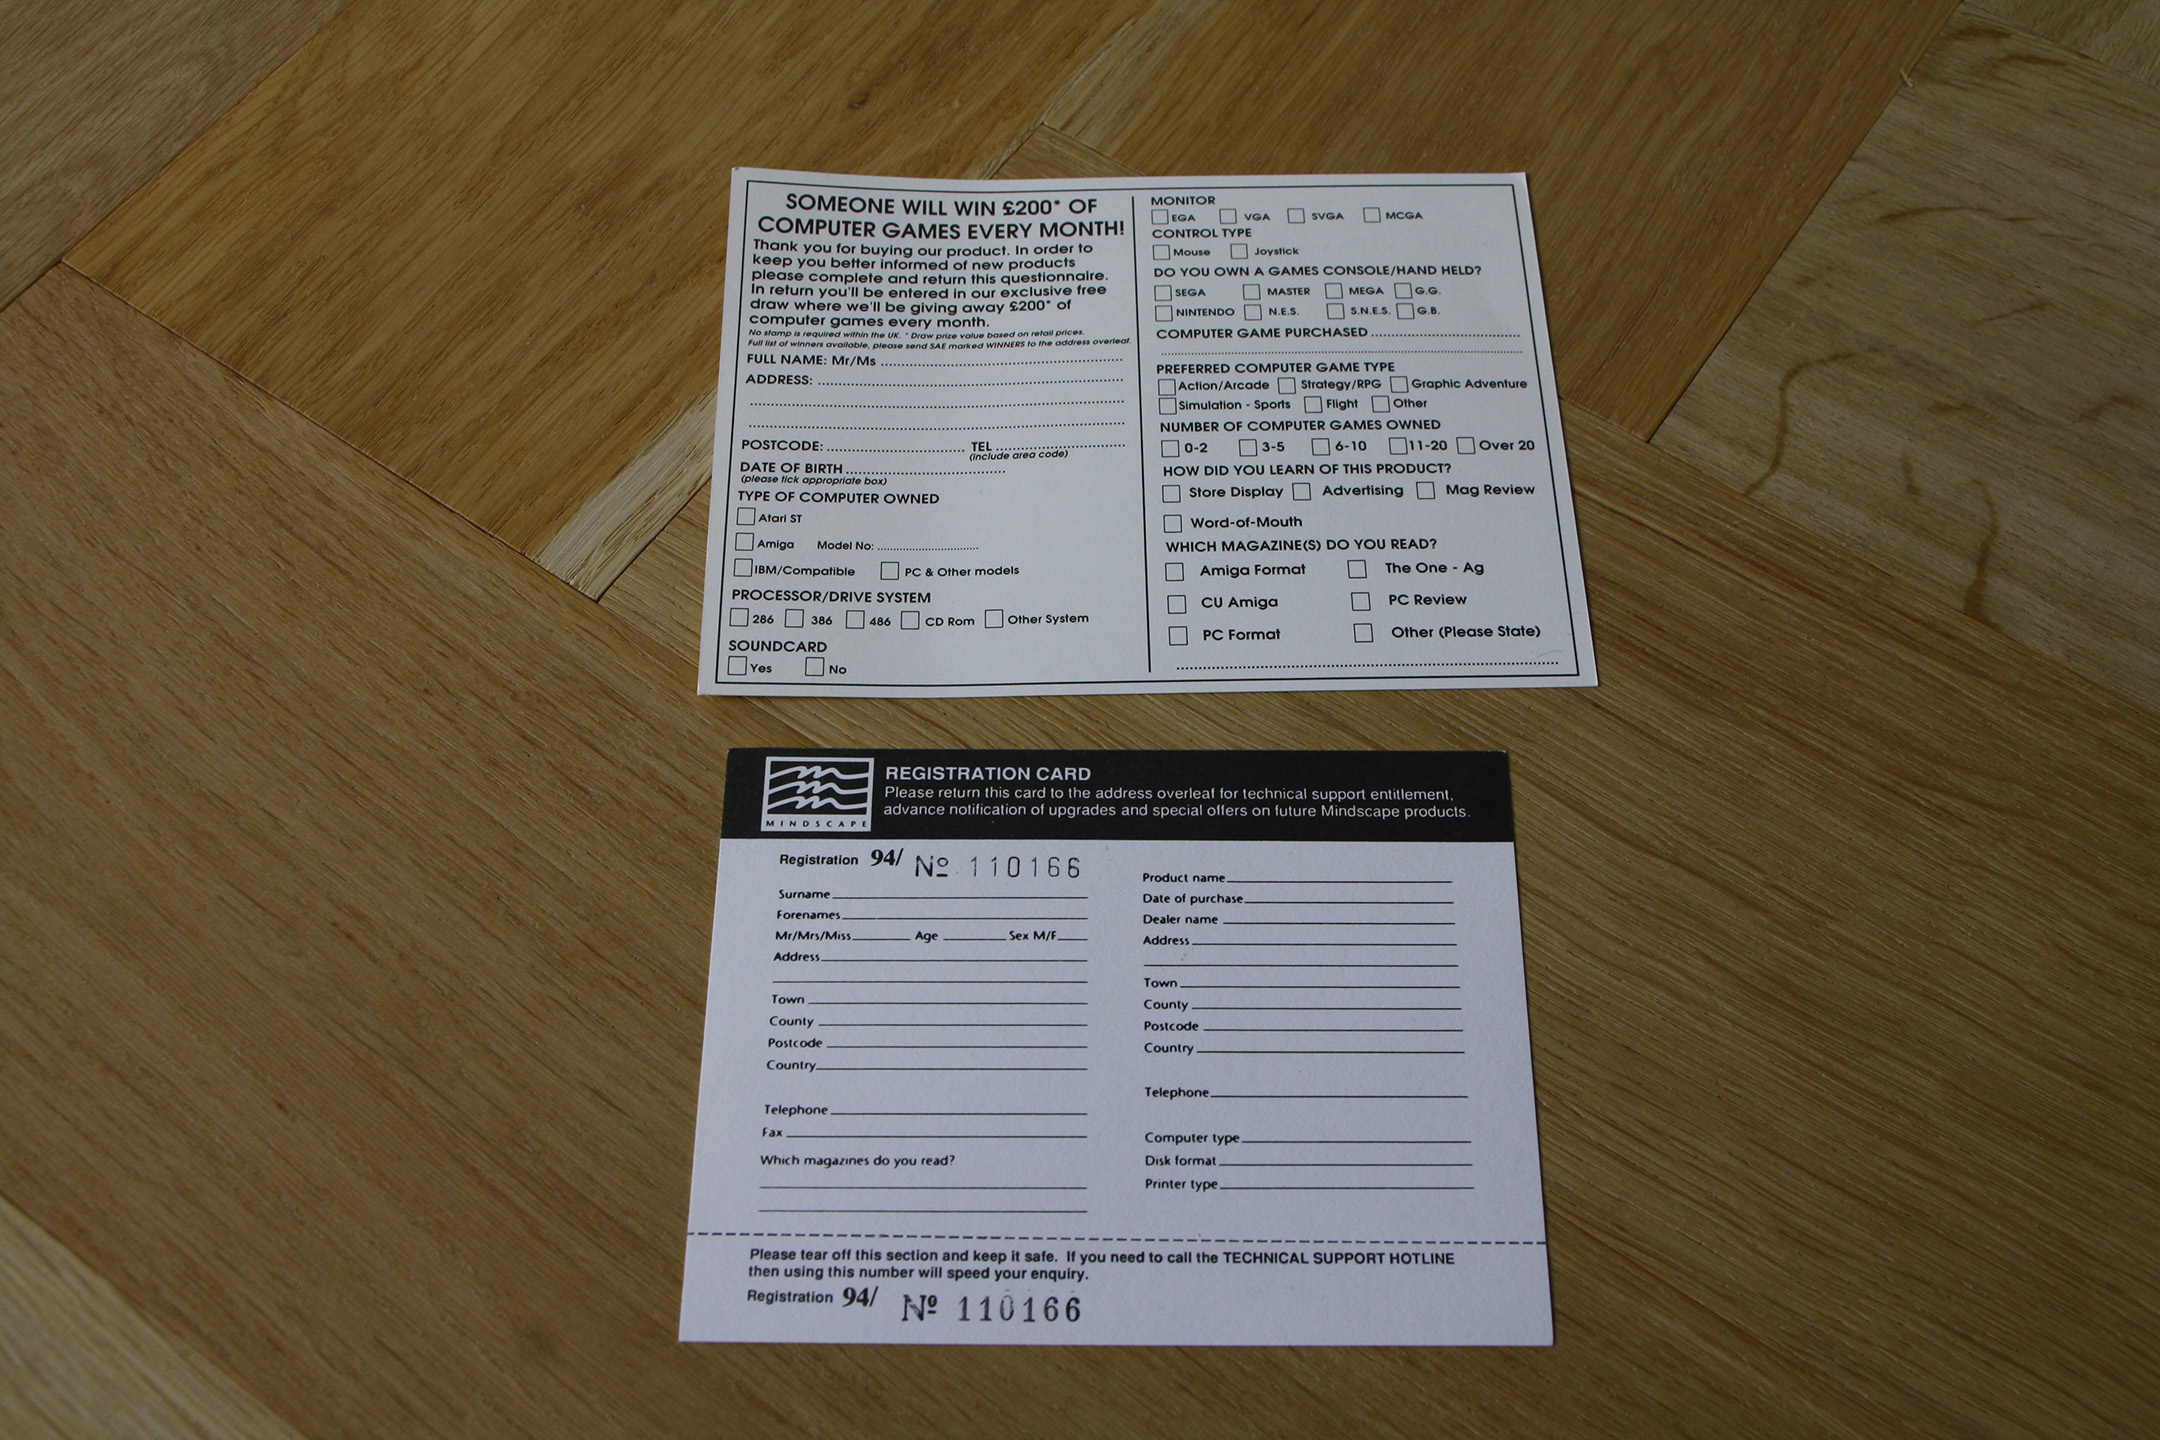 SOMEONE WILL WIN £200* OF
COMPUTER GAMES EVERY MONTH!
Thank you for buying our product. In order to
keep you better informed of new products
please complete and return this questionnaire.
In return you'll be entered in our exclusive free
draw where we'll be giving away £200* of
computer games every month.
No stamp is required within the UK. * Draw prize value based on retail prices.
Full list of winners available, please send SAE marked WINNERS to the address overleaf.
FULL NAME: Mr/Ms
ADDRESS:
POSTCODE: TEL
(include area code)
DATE OF BIRTH
(please tick appropriate box)
TYPE OF COMPUTER OWNED
Atari ST
Amiga Model No:
IBM/Compatible PC & Other models
PROCESSOR/DRIVE SYSTEM
286 386 486 CD Rom Other System
SOUNDCARD
Yes No
MONITOR
EGA VGA SVGA MCGA
CONTROL TYPE
Mouse Joystick
DO YOU OWN A GAMES CONSOLE/HAND HELD?
SEGA MASTER MEGA G.G.
NINTENDO N.E.S. S.N.E.S. G.B.
COMPUTER GAME PURCHASED
PREFERRED COMPUTER GAME TYPE
Action/Arcade Strategy/RPG Graphic Adventure
Simulation - Sports Flight Other
NUMBER OF COMPUTER GAMES OWNED
0-2 3-5 6-10 11-20 Over 20
HOW DID YOU LEARN OF THIS PRODUCT?
Store Display Advertising Mag Review
Word-of-Mouth
WHICH MAGAZINE(S) DO YOU READ?
Amiga Format The One - Ag
CU Amiga PC Review
PC Format Other (Please State)
MINDSCAPE
REGISTRATION CARD
Please return this card to the address overleaf for technical support entitlement,
advance notification of upgrades and special offers on future Mindscape products.
Registration 94/ Nº 110166
Surname
Forenames
Mr/Mrs/Miss Age Sex M/F
Address
Town
County
Postcode
Country
Telephone
Fax
Which magazines do you read?
Product name
Date of purchase
Dealer name
Address
Town
County
Postcode
Country
Telephone
Computer type
Disk format
Printer type
Please tear off this section and keep it safe. If you need to call the TECHNICAL SUPPORT HOTLINE
then using this number will speed your enquiry.
Registration 94/ Nº 110166